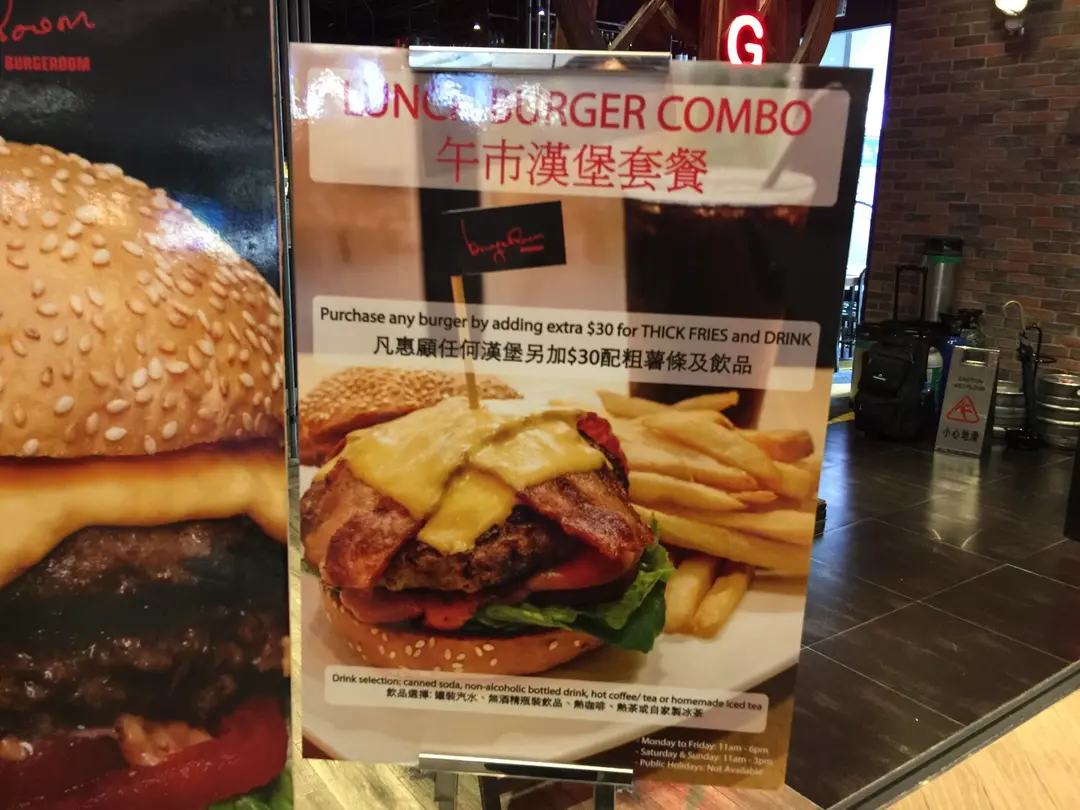 Room
BURGEROOM
G
LUNCH BURGER COMBO
午市漢堡套餐
burgeRoom
Purchase any burger by adding extra $30 for THICK FRIES and DRINK
凡惠顧任何漢堡另加$30配粗薯條及飲品
Drink selection: canned soda, non-alcoholic bottled drink, hot coffee/ tea or homemade iced tea
飲品選擇: 罐裝汽水、無酒精瓶裝飲品、熱咖啡、熱茶或自家製冰茶
- Monday to Friday: 11am - 6pm
- Saturday & Sunday: 11am - 3pm
- Public Holidays: Not Available
CAUTION
WET FLOOR
小心地滑